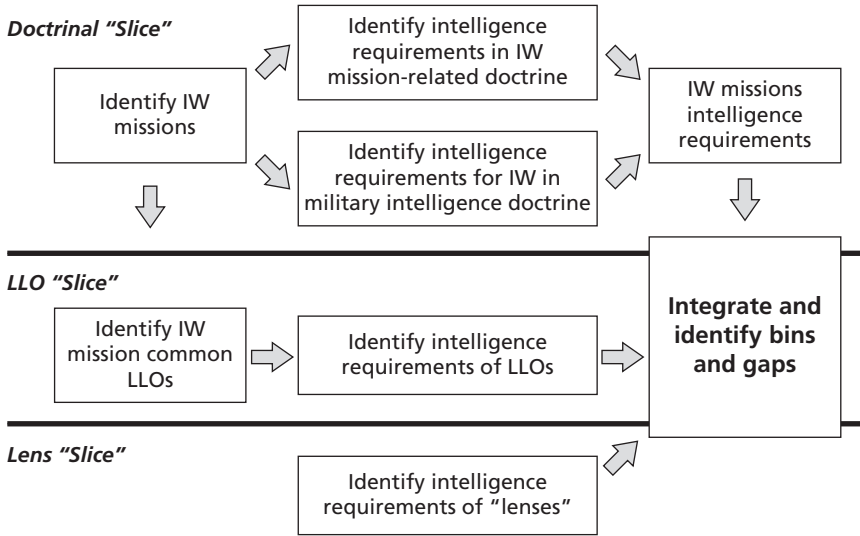 Doctrinal “Slice”
Identify IW
missions
Identify intelligence
requirements in IW
mission-related doctrine
Identify intelligence
requirements for IW in
military intelligence doctrine
IW missions
intelligence
requirements
LLO “Slice”
Identify IW
mission common
LLOs
Identify intelligence
requirements of LLOs
Integrate and
identify bins
and gaps
Lens “Slice”
Identify intelligence
requirements of “lenses”